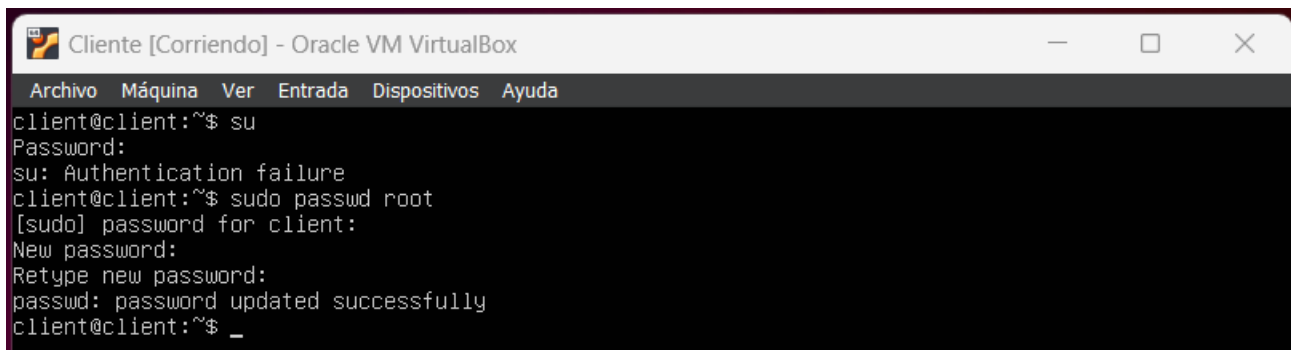 Cliente [Corriendo] - Oracle VM VirtualBox
Archivo Máquina Ver Entrada Dispositivos Ayuda
client@client:~$ su
Password:
su: Authentication failure
client@client:~$ sudo passwd root
[sudo] password for client:
New password:
Retype new password:
passwd: password updated successfully
client@client:~$ _